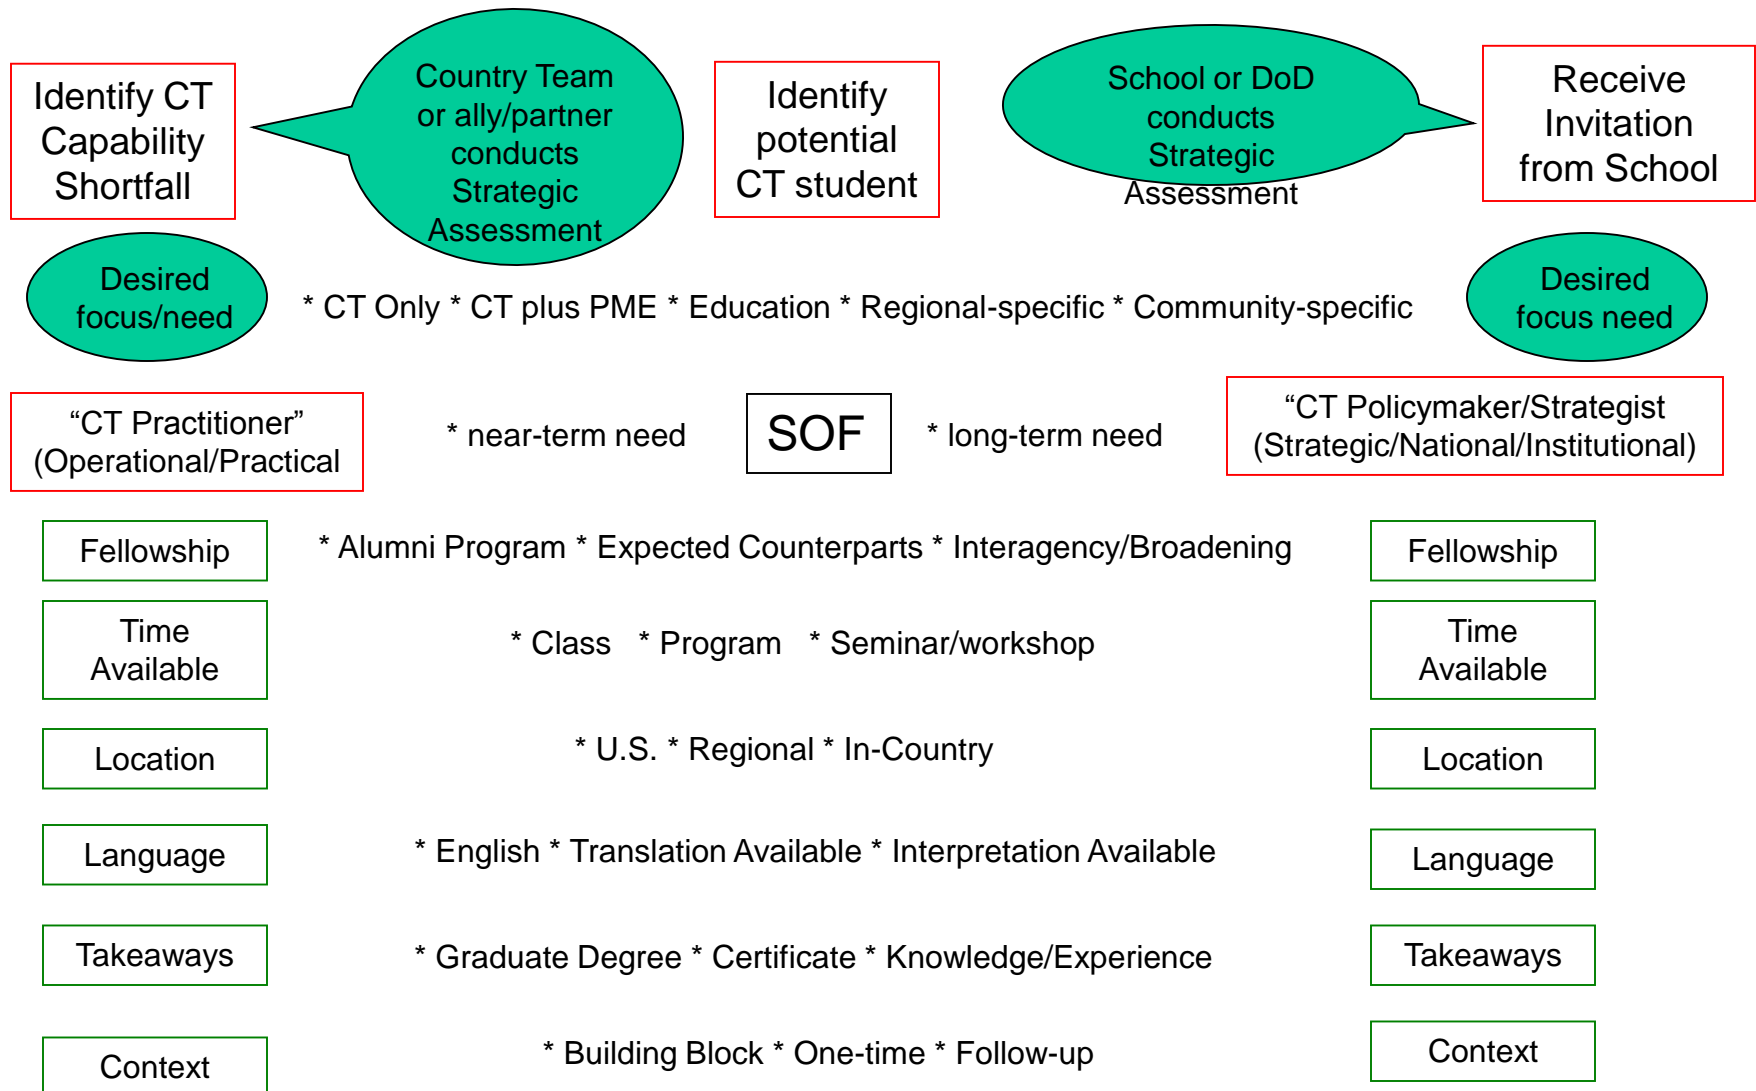 Identify CT
Capability
Shortfall
Country Team
or ally/partner
conducts
Strategic
Assessment
Identify
potential
CT student
School or DoD
conducts
Strategic
Assessment
Receive
Invitation
from School
Desired
focus/need
* CT Only * CT plus PME * Education * Regional-specific * Community-specific
Desired
focus need
“CT Practitioner”
(Operational/Practical
* near-term need
SOF
* long-term need
“CT Policymaker/Strategist
(Strategic/National/Institutional)
Fellowship
* Alumni Program * Expected Counterparts * Interagency/Broadening
Fellowship
Time
Available
* Class * Program * Seminar/workshop
Time
Available
Location
* U.S. * Regional * In-Country
Location
Language
* English * Translation Available * Interpretation Available
Language
Takeaways
* Graduate Degree * Certificate * Knowledge/Experience
Takeaways
Context
* Building Block * One-time * Follow-up
Context